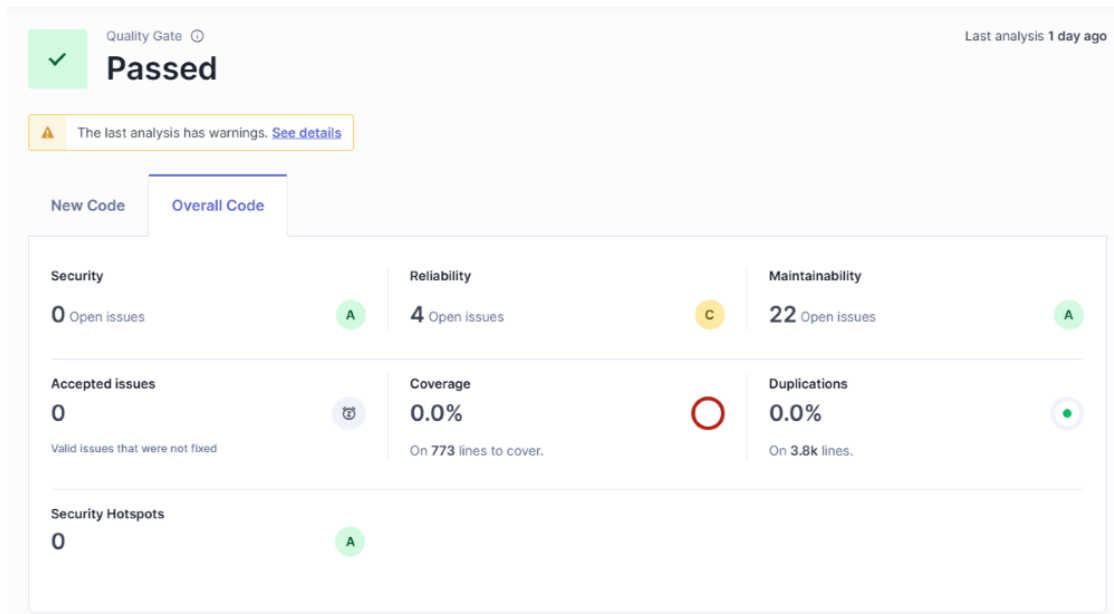 Quality Gate
Last analysis 1 day ago
Passed
The last analysis has warnings. See details
New Code
Overall Code
Security
0 Open issues
A
Reliability
4 Open issues
C
Maintainability
22 Open issues
A
Accepted issues
0
Valid issues that were not fixed
Coverage
0.0%
On 773 lines to cover.
Duplications
0.0%
On 3.8k lines.
Security Hotspots
0
A